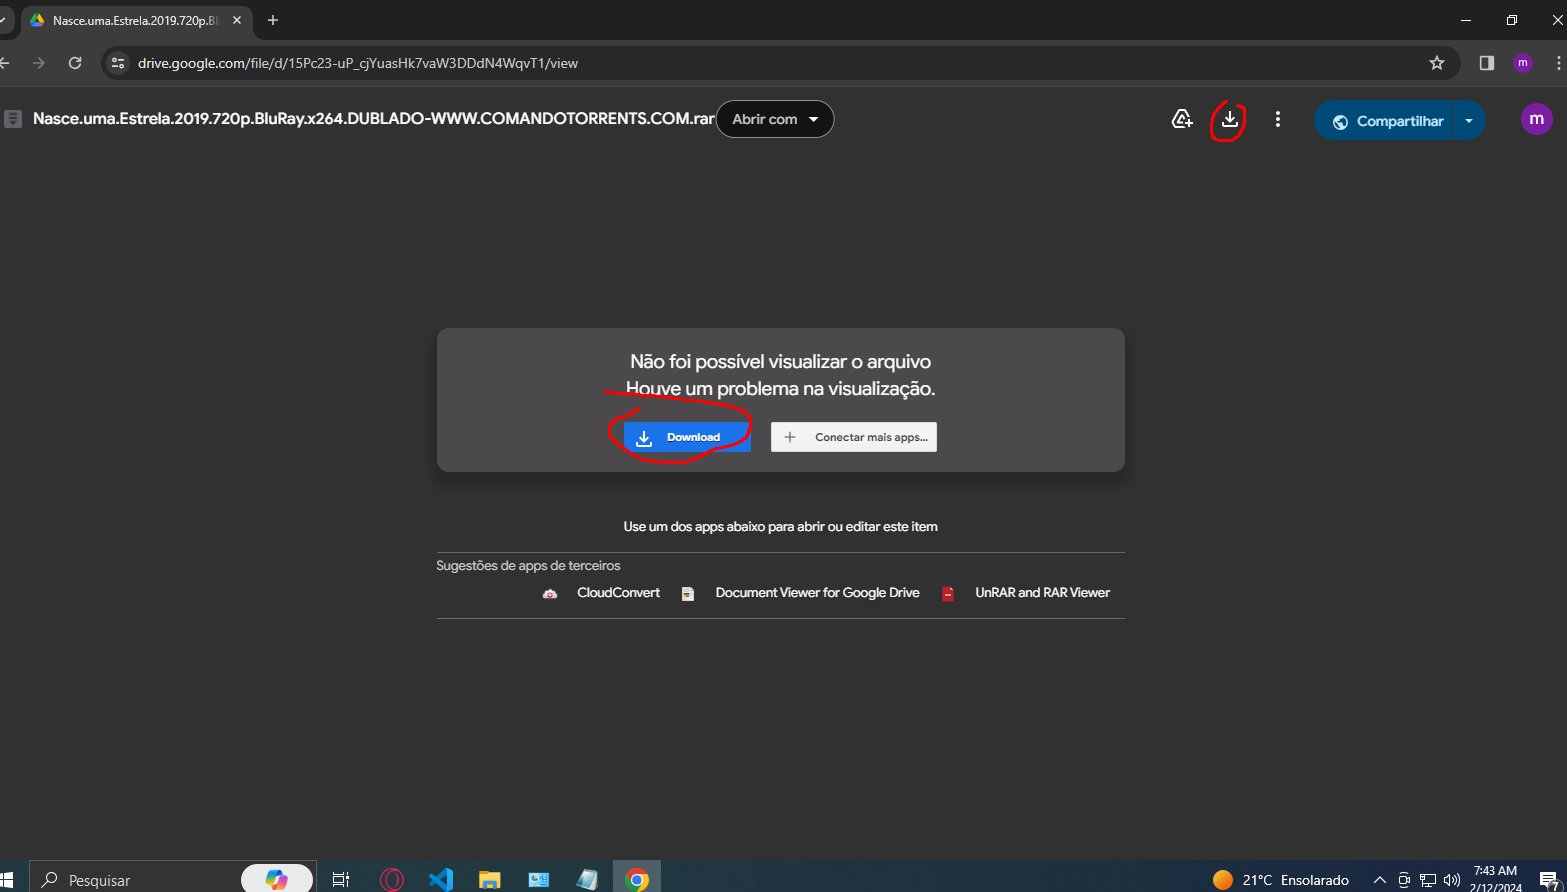 Nasce.uma.Estrela.2019.720p.Bl
drive.google.com/file/d/15Pc23-uP_cjYuasHk7vaW3DDdN4WqvT1/view
m
Nasce.uma.Estrela.2019.720p.BluRay.x264.DUBLADO-WWW.COMANDOTORRENTS.COM.rar
Abrir com
Compartilhar
m
Não foi possível visualizar o arquivo
Houve um problema na visualização.
Download
Conectar mais apps...
Use um dos apps abaixo para abrir ou editar este item
Sugestões de apps de terceiros
CloudConvert
Document Viewer for Google Drive
UnRAR and RAR Viewer
Pesquisar
21°C Ensolarado
7:43 AM
2/12/2024
7